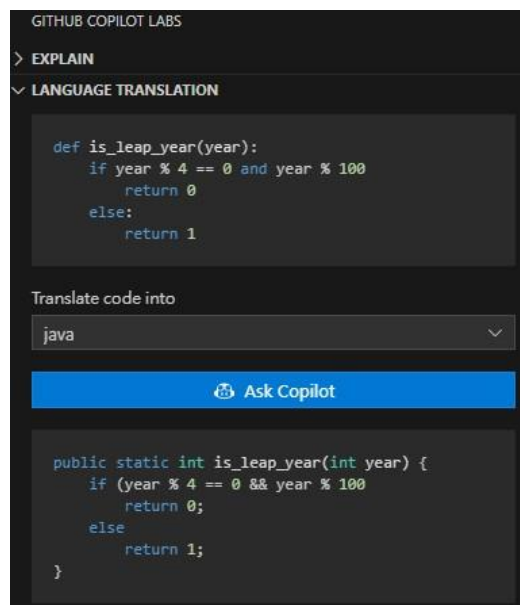 GITHUB COPILOT LABS
EXPLAIN
LANGUAGE TRANSLATION
def is_leap_year(year):
    if year % 4 == 0 and year % 100
        return 0
    else:
        return 1
Translate code into
java
Ask Copilot
public static int is_leap_year(int year) {
    if (year % 4 == 0 && year % 100
        return 0;
    else
        return 1;
}